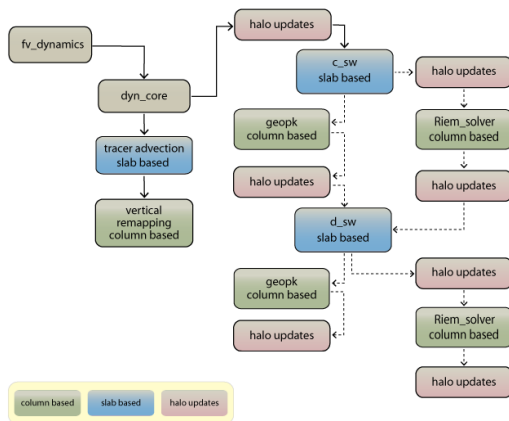 fv_dynamics
dyn_core
tracer advection
slab based
vertical
remapping
column based
halo updates
c_sw
slab based
geopk
column based
halo updates
halo updates
Riem_solver
column based
halo updates
d_sw
slab based
geopk
column based
halo updates
halo updates
Riem_solver
column based
halo updates
column based
slab based
halo updates